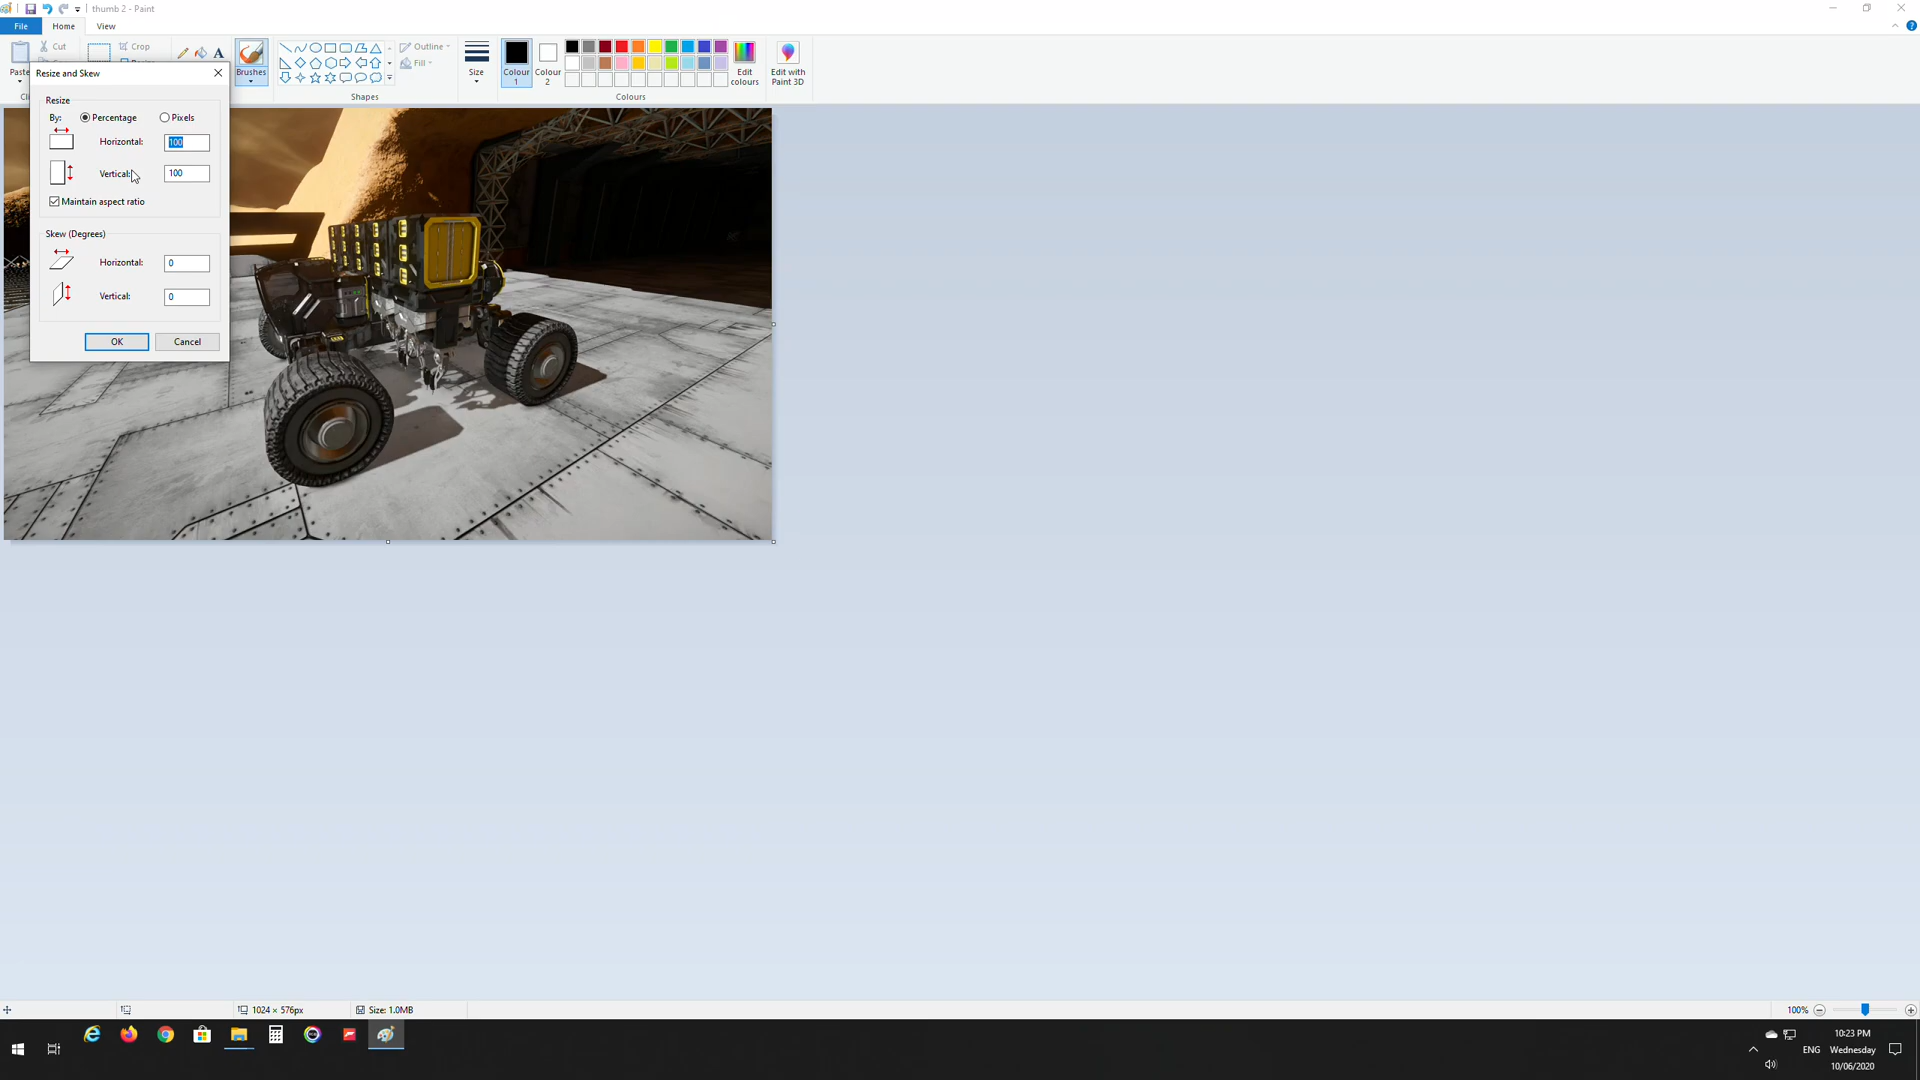 thumb 2 - Paint
File
Home
View
Paste
Cut
Crop
Brushes
Shapes
Outline
Fill
Size
Colour 1
Colour 2
Colours
Edit colours
Edit with Paint 3D
Resize and Skew
Resize
By:
Percentage
Pixels
Horizontal:
100
Vertical:
100
Maintain aspect ratio
Skew (Degrees)
Horizontal:
0
Vertical:
0
OK
Cancel
1024 × 576px
Size: 1.0MB
100%
10:23 PM
ENG
Wednesday
10/06/2020